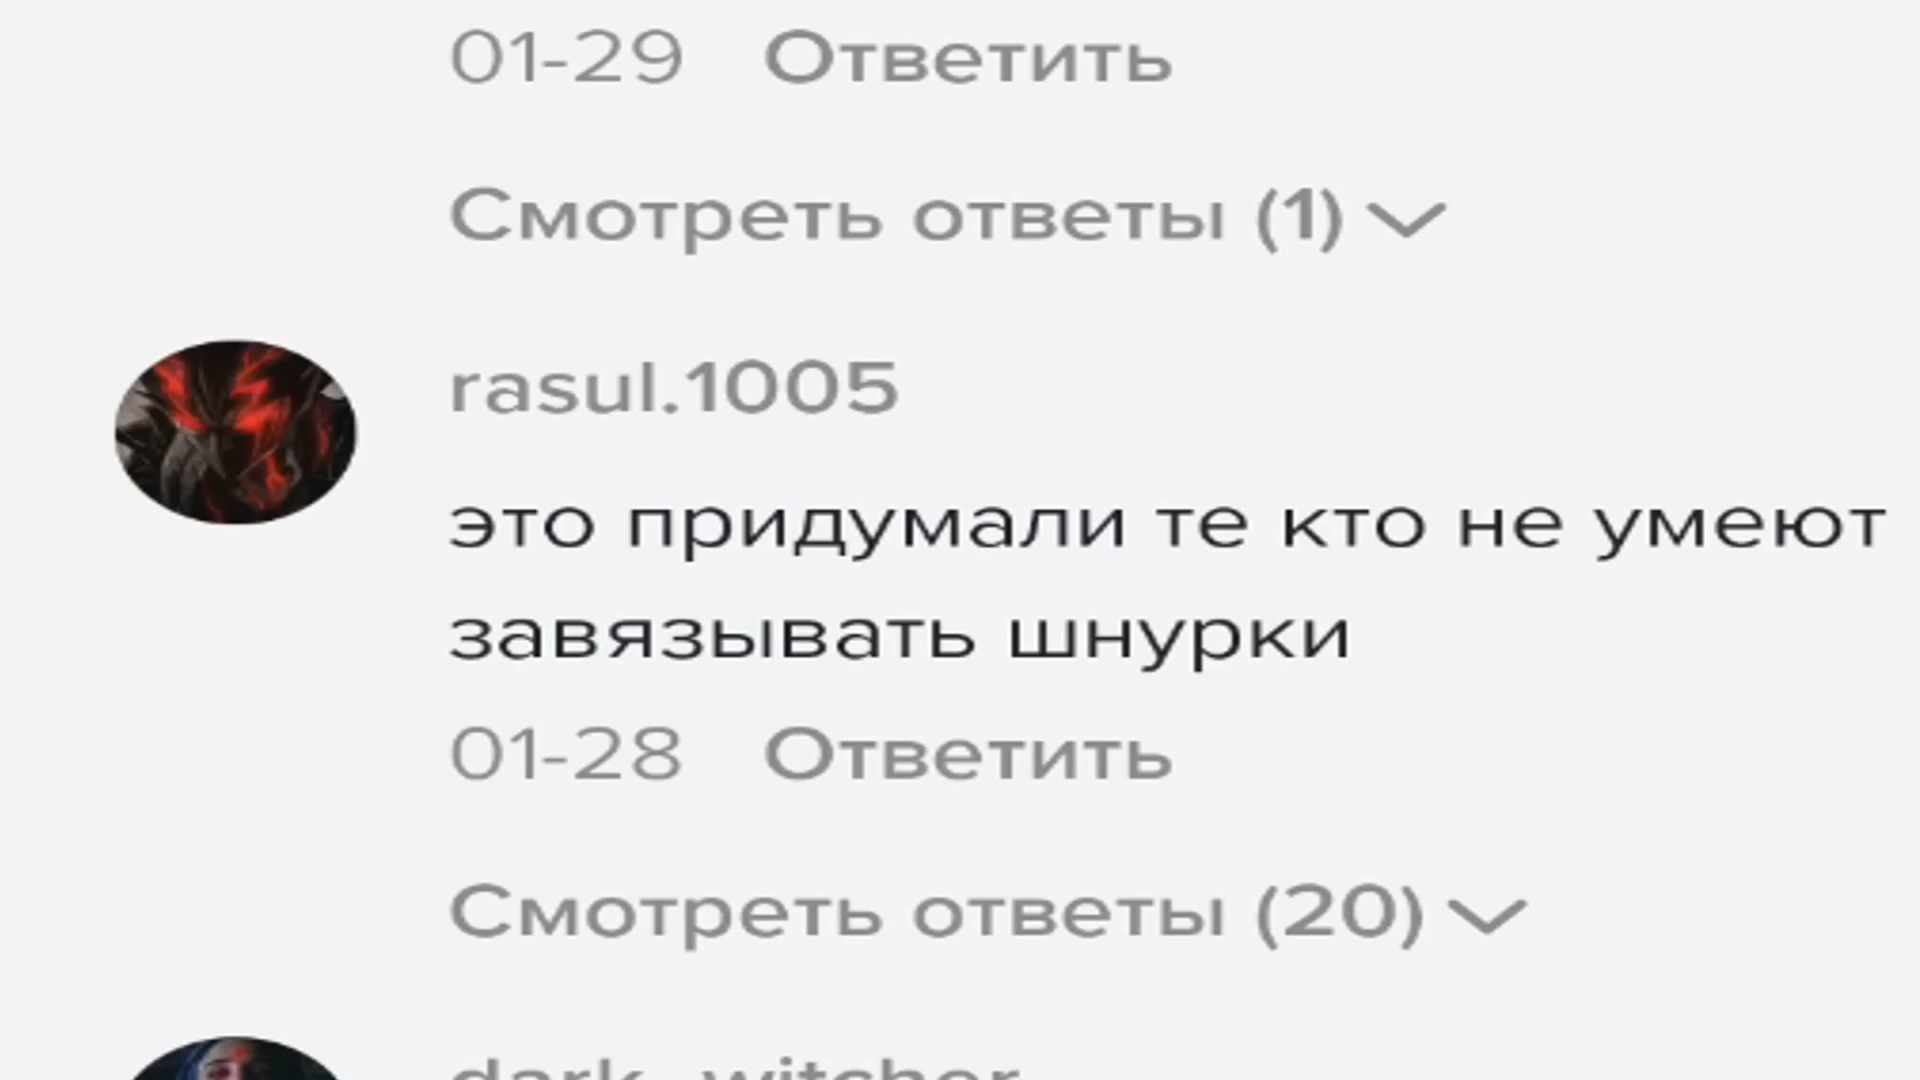 01-29 Ответить
Смотреть ответы (1)
rasul.1005
это придумали те кто не умеют
завязывать шнурки
01-28 Ответить
Смотреть ответы (20)
dark_witcher